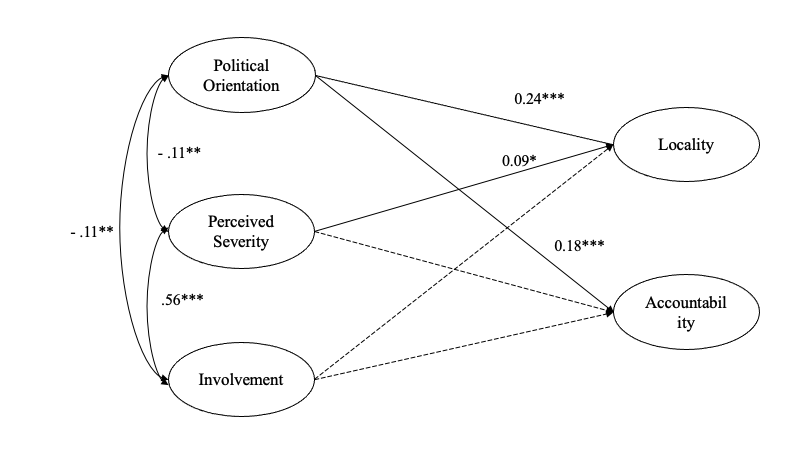 Political
Orientation
0.24***
Locality
- .11**
0.09*
Perceived
Severity
- .11**
0.18***
.56***
Accountabil
ity
Involvement